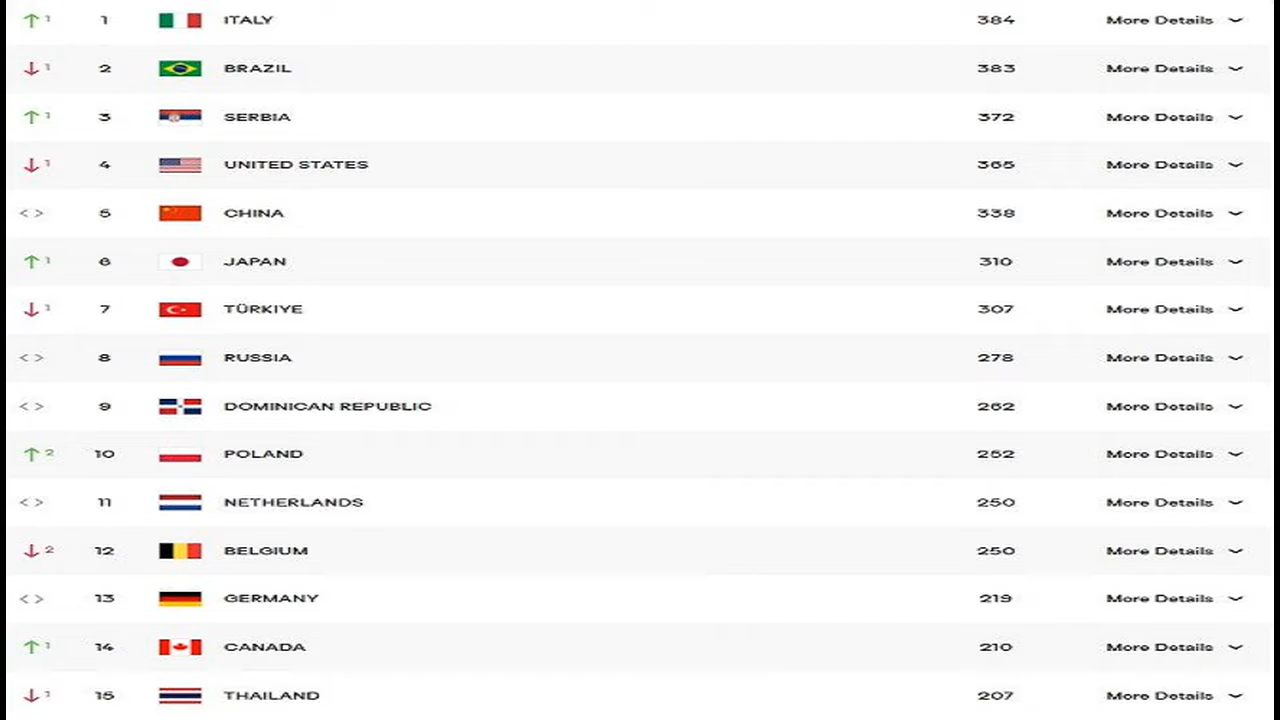 ↑ 1 1 ITALY 384 More Details
↓ 1 2 BRAZIL 383 More Details
↑ 1 3 SERBIA 372 More Details
↓ 1 4 UNITED STATES 365 More Details
< > 5 CHINA 338 More Details
↑ 1 6 JAPAN 310 More Details
↓ 1 7 TÜRKIYE 307 More Details
< > 8 RUSSIA 278 More Details
< > 9 DOMINICAN REPUBLIC 262 More Details
↑ 2 10 POLAND 252 More Details
< > 11 NETHERLANDS 250 More Details
↓ 2 12 BELGIUM 250 More Details
< > 13 GERMANY 219 More Details
↑ 1 14 CANADA 210 More Details
↓ 1 15 THAILAND 207 More Details